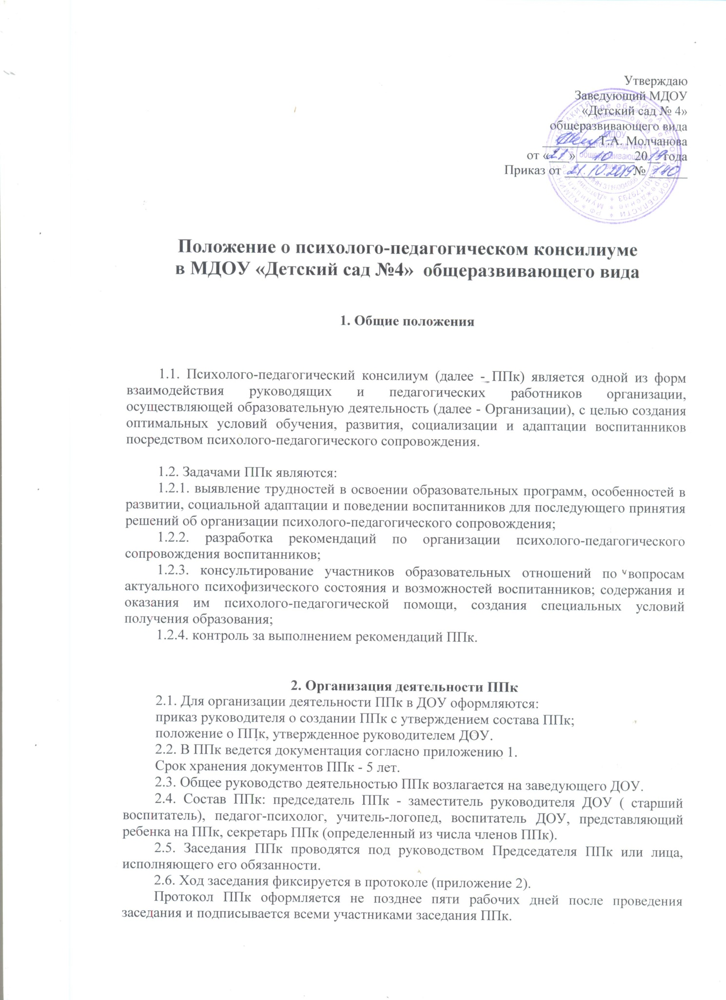 Утверждаю
Заведующий МДОУ
«Детский сад № 4»
общеразвивающего вида
Т.А. Молчанова
от «21» 10 2019 года
Приказ от 21.10.2019 №
МДОУ
«Детский сад №4»
общеразвивающего
вида
ИНН 3116004666
Положение о психолого-педагогическом консилиуме
в МДОУ «Детский сад №4» общеразвивающего вида
1. Общие положения
1.1. Психолого-педагогический консилиум (далее - ППк) является одной из форм
взаимодействия руководящих и педагогических работников организации,
осуществляющей образовательную деятельность (далее - Организации), с целью создания
оптимальных условий обучения, развития, социализации и адаптации воспитанников
посредством психолого-педагогического сопровождения.
1.2. Задачами ППк являются:
1.2.1. выявление трудностей в освоении образовательных программ, особенностей в
развитии, социальной адаптации и поведении воспитанников для последующего принятия
решений об организации психолого-педагогического сопровождения;
1.2.2. разработка рекомендаций по организации психолого-педагогического
сопровождения воспитанников;
1.2.3. консультирование участников образовательных отношений по вопросам
актуального психофизического состояния и возможностей воспитанников; содержания и
оказания им психолого-педагогической помощи, создания специальных условий
получения образования;
1.2.4. контроль за выполнением рекомендаций ППк.
2. Организация деятельности ППк
2.1. Для организации деятельности ППк в ДОУ оформляются:
приказ руководителя о создании ППк с утверждением состава ППк;
положение о ППк, утвержденное руководителем ДОУ.
2.2. В ППк ведется документация согласно приложению 1.
Срок хранения документов ППк - 5 лет.
2.3. Общее руководство деятельностью ППк возлагается на заведующего ДОУ.
2.4. Состав ППк: председатель ППк - заместитель руководителя ДОУ ( старший
воспитатель), педагог-психолог, учитель-логопед, воспитатель ДОУ, представляющий
ребенка на ППк, секретарь ППк (определенный из числа членов ППк).
2.5. Заседания ППк проводятся под руководством Председателя ППк или лица,
исполняющего его обязанности.
2.6. Ход заседания фиксируется в протоколе (приложение 2).
Протокол ППк оформляется не позднее пяти рабочих дней после проведения
заседания и подписывается всеми участниками заседания ППк.